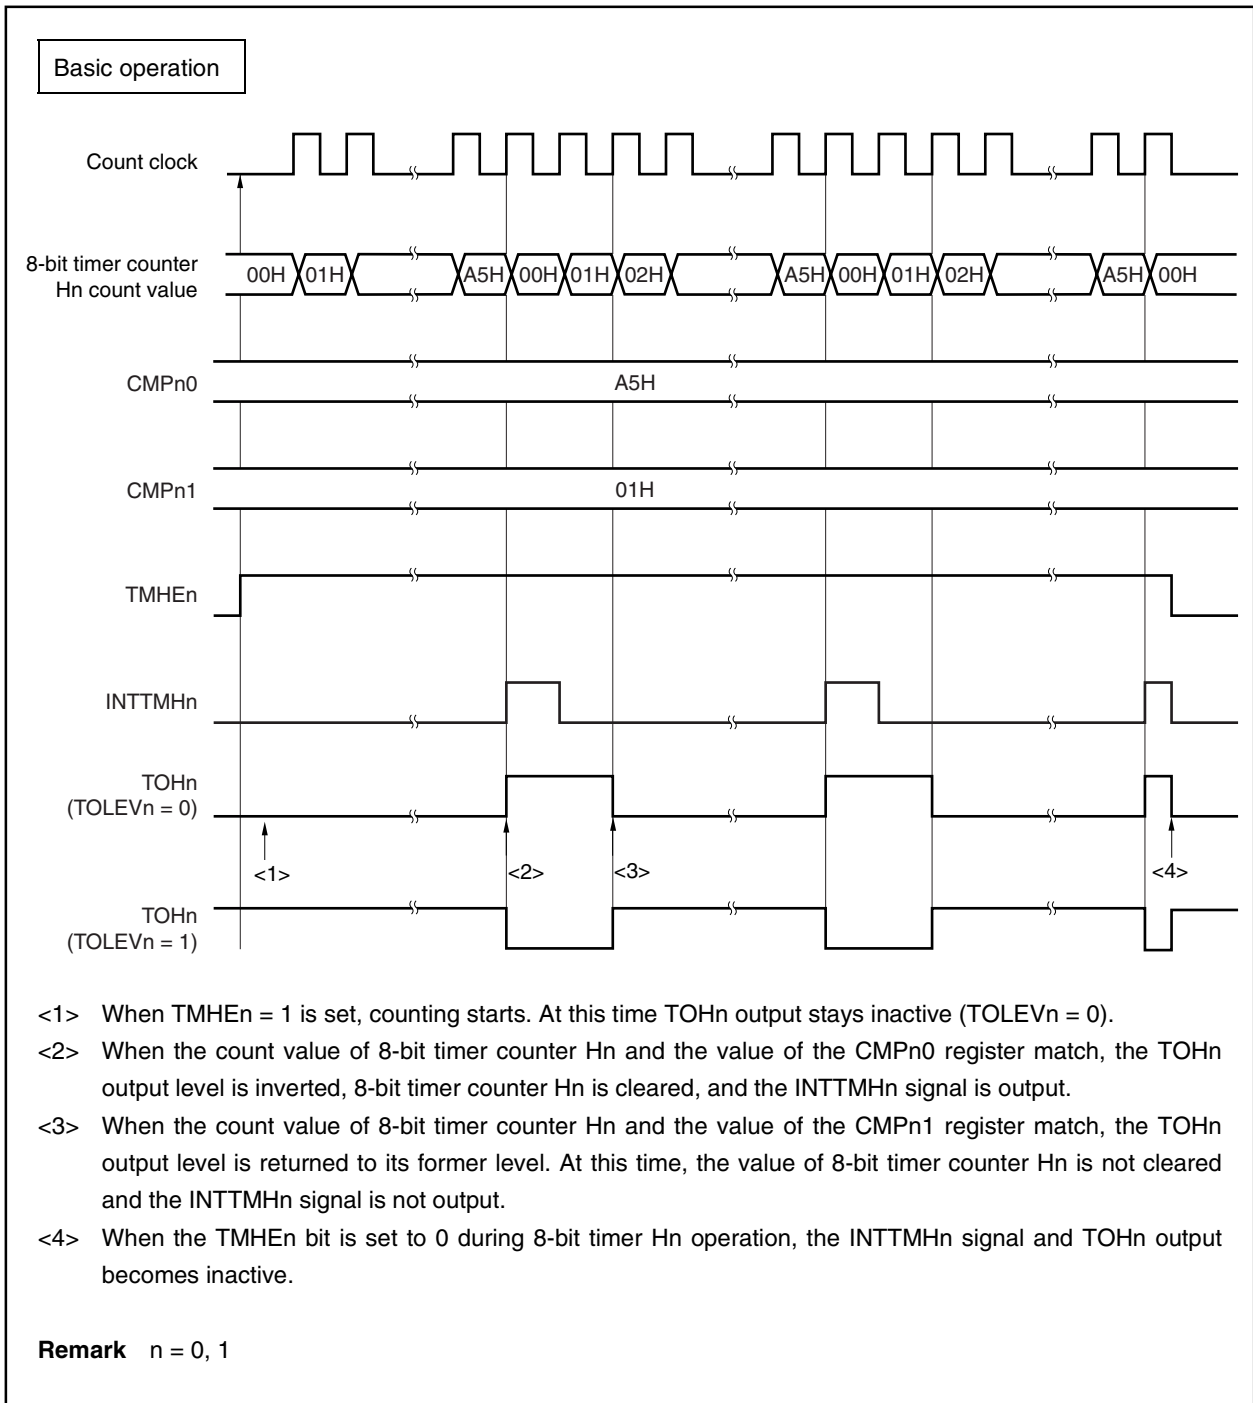 Basic operation
Count clock
8-bit timer counter
Hn count value
00H 01H A5H 00H 01H 02H A5H 00H 01H 02H A5H 00H
CMPn0
A5H
CMPn1
01H
TMHEn
INTTMHn
TOHn
(TOLEVn = 0)
<1> <2> <3> <4>
TOHn
(TOLEVn = 1)
<1> When TMHEn = 1 is set, counting starts. At this time TOHn output stays inactive (TOLEVn = 0).
<2> When the count value of 8-bit timer counter Hn and the value of the CMPn0 register match, the TOHn
output level is inverted, 8-bit timer counter Hn is cleared, and the INTTMHn signal is output.
<3> When the count value of 8-bit timer counter Hn and the value of the CMPn1 register match, the TOHn
output level is returned to its former level. At this time, the value of 8-bit timer counter Hn is not cleared
and the INTTMHn signal is not output.
<4> When the TMHEn bit is set to 0 during 8-bit timer Hn operation, the INTTMHn signal and TOHn output
becomes inactive.
Remark n = 0, 1